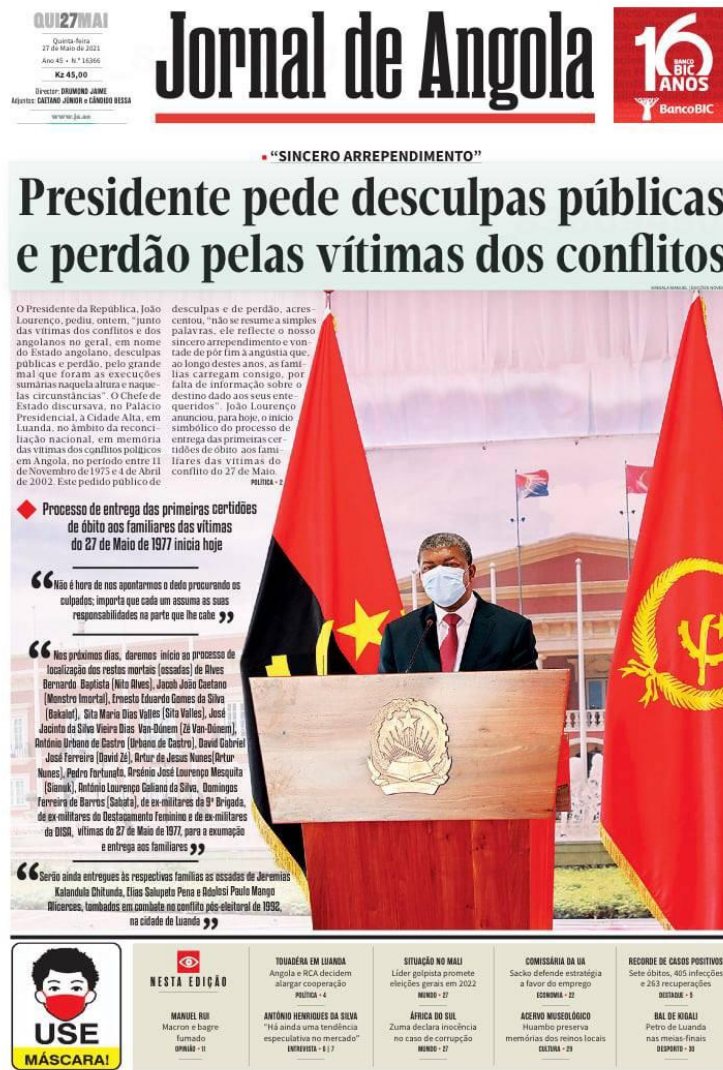 QUI27MAI
Quinta-feira
27 de Maio de 2021
Ano 45 • N.º 16366
Kz 45,00
Director: DRUMOND JAIME
Adjuntos: CAETANO JÚNIOR e CÂNDIDO BESSA
www.ja.ao
Jornal de Angola
16
BANCO
BIC
ANOS
BancoBIC
"SINCERO ARREPENDIMENTO"
Presidente pede desculpas públicas
e perdão pelas vítimas dos conflitos
O Presidente da República, João
Lourenço, pediu, ontem, "junto
das vítimas dos conflitos e dos
angolanos no geral, em nome
do Estado angolano, desculpas
públicas e perdão, pelo grande
mal que foram as execuções
sumárias naquela altura e naque-
las circunstâncias". O Chefe de
Estado discursava, no Palácio
Presidencial, à Cidade Alta, em
Luanda, no âmbito da reconci-
liação nacional, em memória
das vítimas dos conflitos políticos
em Angola, no período entre 11
de Novembro de 1975 e 4 de Abril
de 2002. Este pedido público de
desculpas e de perdão, acres-
centou, "não se resume a simples
palavras, ele reflecte o nosso
sincero arrependimento e von-
tade de pôr fim à angústia que,
ao longo destes anos, as famí-
lias carregam consigo, por
falta de informação sobre o
destino dado aos seus ente-
queridos". João Lourenço
anunciou, para hoje, o início
simbólico do processo de
entrega das primeiras cer-
tidões de óbito aos fami-
liares das vítimas do
conflito do 27 de Maio.
POLÍTICA • 2
Processo de entrega das primeiras certidões
de óbito aos familiares das vítimas
do 27 de Maio de 1977 inicia hoje
“Não é hora de nos apontarmos o dedo procurando os
culpados; importa que cada um assuma as suas
responsabilidades na parte que lhe cabe”
“Nos próximos dias, daremos início ao processo de
localização dos restos mortais (ossadas) de Alves
Bernardo Baptista (Nito Alves), Jacob João Caetano
(Monstro Imortal), Ernesto Eduardo Gomes da Silva
(Bakalof), Sita Maria Dias Valles (Sita Valles), José
Jacinto da Silva Vieira Dias Van-Dúnem (Zé Van-Dúnem),
António Urbano de Castro (Urbano de Castro), David Gabriel
José Ferreira (David Zé), Artur de Jesus Nunes(Artur
Nunes), Pedro Fortunato, Arsénio José Lourenço Mesquita
(Sianuk), António Lourenço Galiano da Silva, Domingos
Ferreira de Barros (Sabata), de ex-militares da 9ª Brigada,
de ex-militares do Destacamento Feminino e de ex-militares
da DISA, vítimas do 27 de Maio de 1977, para a exumação
e entrega aos familiares”
“Serão ainda entregues às respectivas famílias as ossadas de Jeremias
Kalandula Chitunda, Elias Salupeto Pena e Adolosi Paulo Mango
Alicerces, tombados em combate no conflito pós-eleitoral de 1992,
na cidade de Luanda”
USE
MÁSCARA!
NESTA EDIÇÃO
MANUEL RUI
Macron e bagre
fumado
OPINIÃO • 11
TOUADÉRA EM LUANDA
Angola e RCA decidem
alargar cooperação
POLÍTICA • 4
ANTÓNIO HENRIQUES DA SILVA
"Há ainda uma tendência
especulativa no mercado"
ENTREVISTA • 6 | 7
SITUAÇÃO NO MALI
Líder golpista promete
eleições gerais em 2022
MUNDO • 27
ÁFRICA DO SUL
Zuma declara inocência
no caso de corrupção
MUNDO • 27
COMISSÁRIA DA UA
Sacko defende estratégia
a favor do emprego
ECONOMIA • 22
ACERVO MUSEOLÓGICO
Huambo preserva
memórias dos reinos locais
CULTURA • 29
RECORDE DE CASOS POSITIVOS
Sete óbitos, 405 infecções
e 263 recuperações
DESTAQUE • 5
BAL DE KIGALI
Petro de Luanda
nas meias-finais
DESPORTO • 30